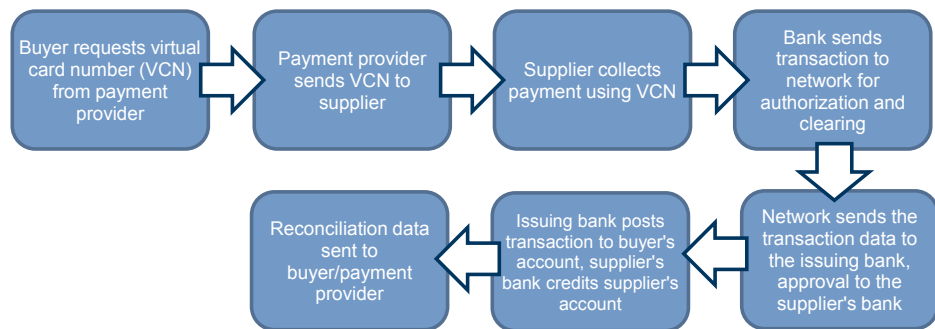 Buyer requests virtual
card number (VCN)
from payment
provider
Payment provider
sends VCN to
supplier
Supplier collects
payment using VCN
Bank sends
transaction to
network for
authorization and
clearing
Network sends the
transaction data to
the issuing bank,
approval to the
supplier's bank
Issuing bank posts
transaction to buyer's
account, supplier's
bank credits supplier's
account
Reconciliation data
sent to
buyer/payment
provider